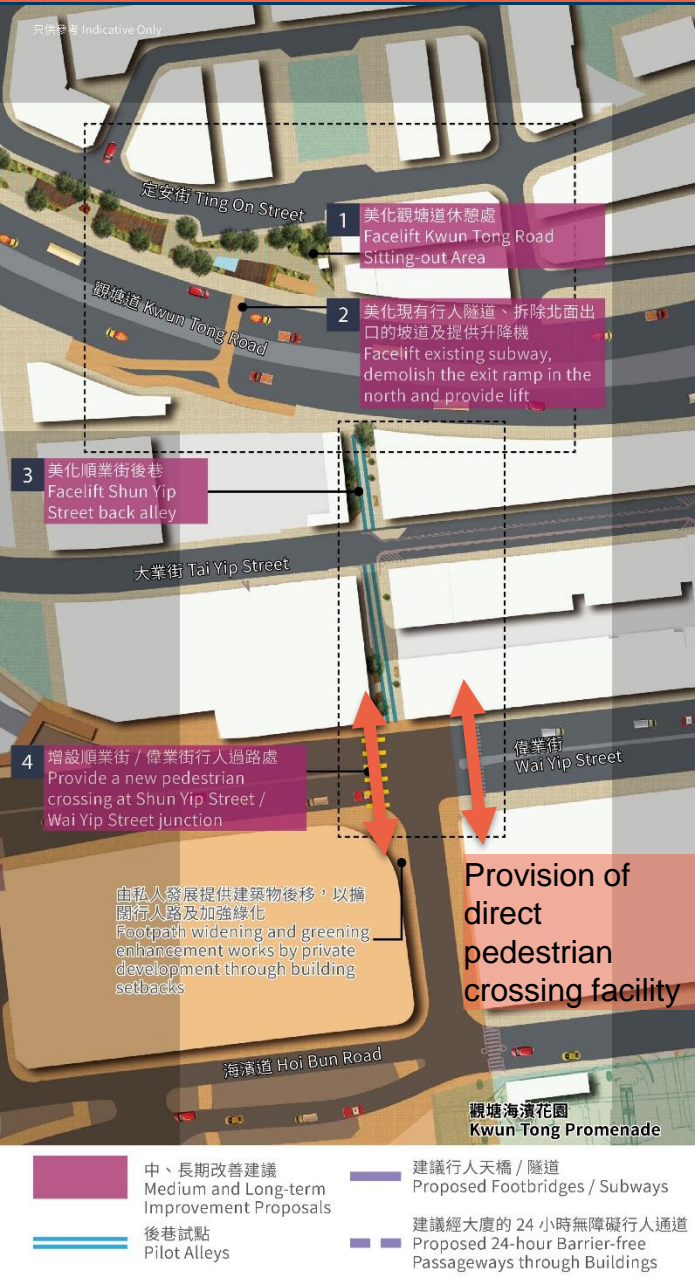 只供參考 Indicative Only
定安街 Ting On Street
1
美化觀塘道休憩處
Facelift Kwun Tong Road
Sitting-out Area
觀塘道 Kwun Tong Road
2
美化現有行人隧道、拆除北面出
口的坡道及提供升降機
Facelift existing subway,
demolish the exit ramp in the
north and provide lift
3
美化順業街後巷
Facelift Shun Yip
Street back alley
大業街 Tai Yip Street
4
增設順業街 / 偉業街行人過路處
Provide a new pedestrian
crossing at Shun Yip Street /
Wai Yip Street junction
偉業街
Wai Yip Street
由私人發展提供建築物後移，以擴
闊行人路及加強綠化
Footpath widening and greening
enhancement works by private
development through building
setbacks
Provision of
direct
pedestrian
crossing facility
海濱道 Hoi Bun Road
觀塘海濱花園
Kwun Tong Promenade
中、長期改善建議
Medium and Long-term
Improvement Proposals
後巷試點
Pilot Alleys
建議行人天橋 / 隧道
Proposed Footbridges / Subways
建議經大廈的 24 小時無障礙行人通道
Proposed 24-hour Barrier-free
Passageways through Buildings